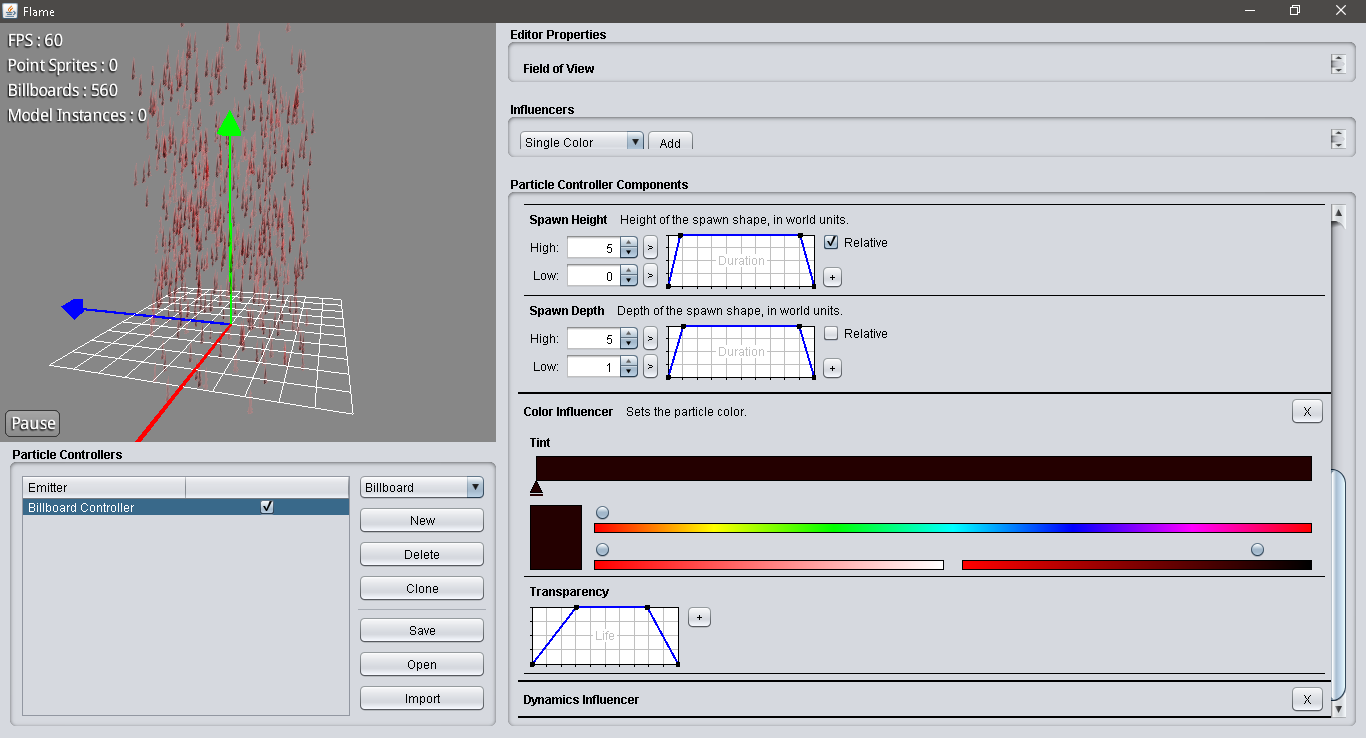 Flame
FPS : 60
Point Sprites : 0
Billboards : 560
Model Instances : 0
Pause
Particle Controllers
Emitter
Billboard Controller
Billboard
New
Delete
Clone
Save
Open
Import
Editor Properties
Field of View
Influencers
Single Color Add
Particle Controller Components
Spawn Height Height of the spawn shape, in world units.
High: 5 > Duration Relative
Low: 0 > +
Spawn Depth Depth of the spawn shape, in world units.
High: 5 > Duration Relative
Low: 1 > +
Color Influencer Sets the particle color. X
Tint
Transparency
Life +
Dynamics Influencer X